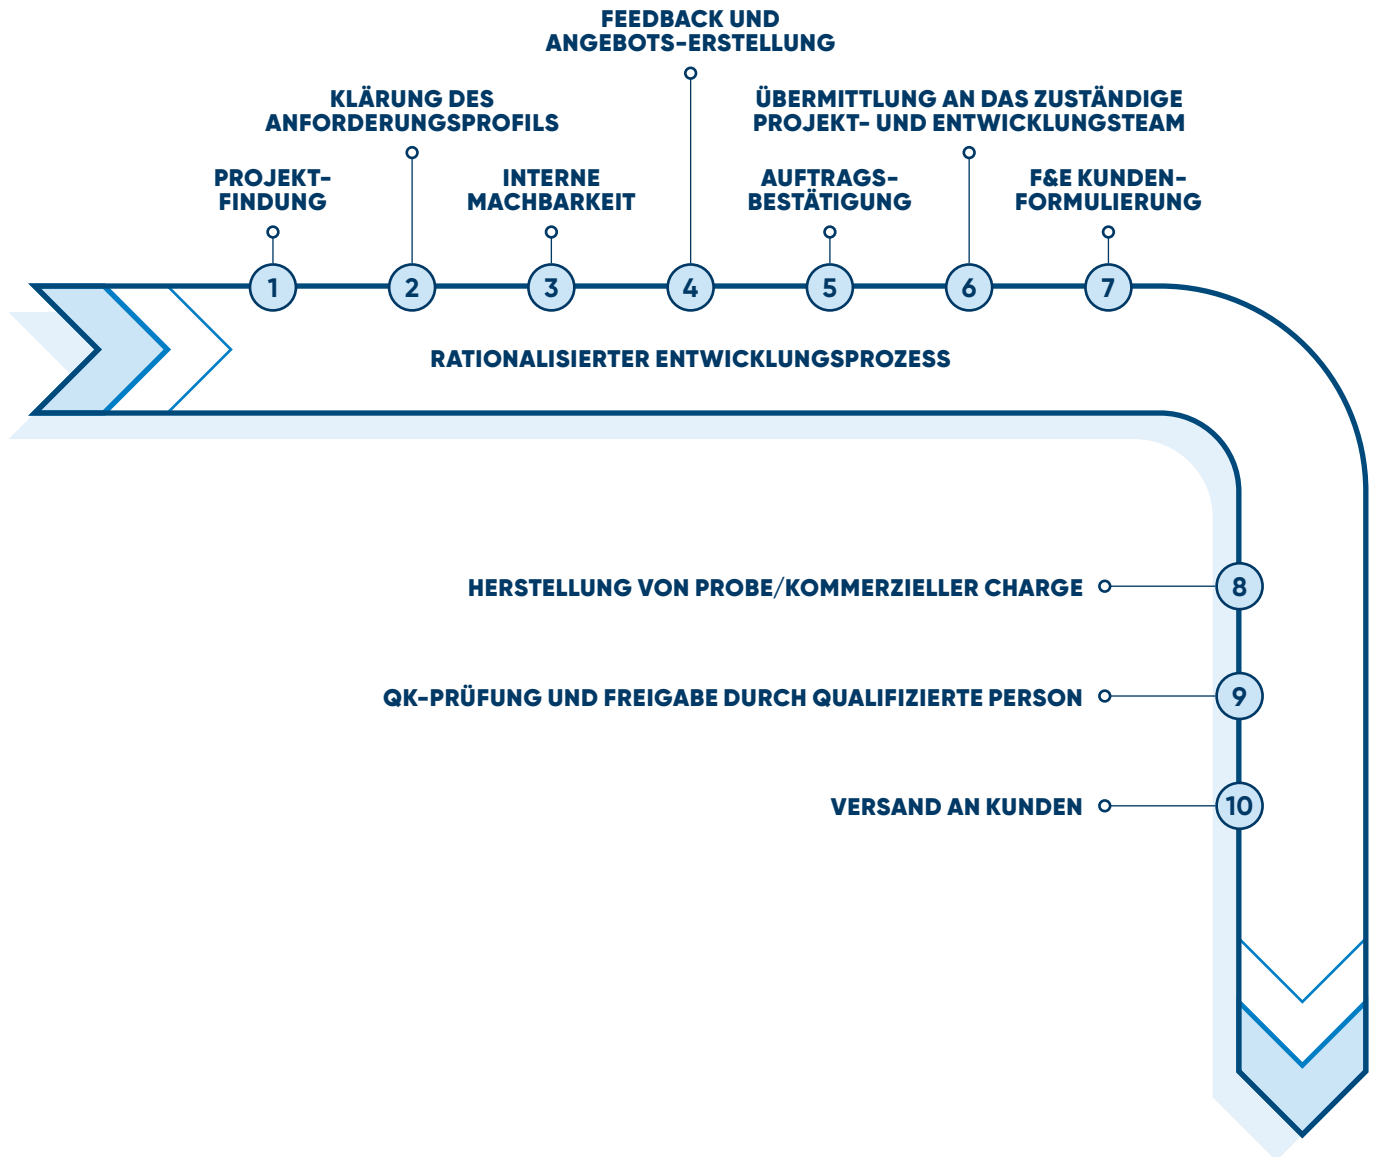 FEEDBACK UND
ANGEBOTS-ERSTELLUNG
KLÄRUNG DES
ANFORDERUNGSPROFILS
ÜBERMITTLUNG AN DAS ZUSTÄNDIGE
PROJEKT- UND ENTWICKLUNGSTEAM
PROJEKT-
FINDUNG
INTERNE
MACHBARKEIT
AUFTRAGS-
BESTÄTIGUNG
F&E KUNDEN-
FORMULIERUNG
1
2
3
4
5
6
7
RATIONALISIERTER ENTWICKLUNGSPROZESS
HERSTELLUNG VON PROBE/KOMMERZIELLER CHARGE
8
QK-PRÜFUNG UND FREIGABE DURCH QUALIFIZIERTE PERSON
9
VERSAND AN KUNDEN
10